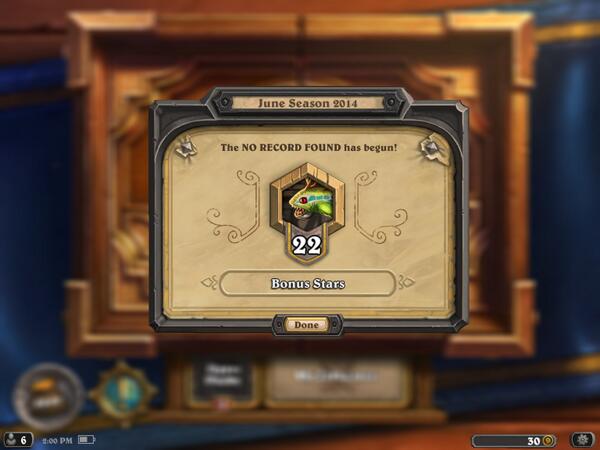 June Season 2014
The NO RECORD FOUND has begun!
22
Bonus Stars
Done
6
2:00 PM
30